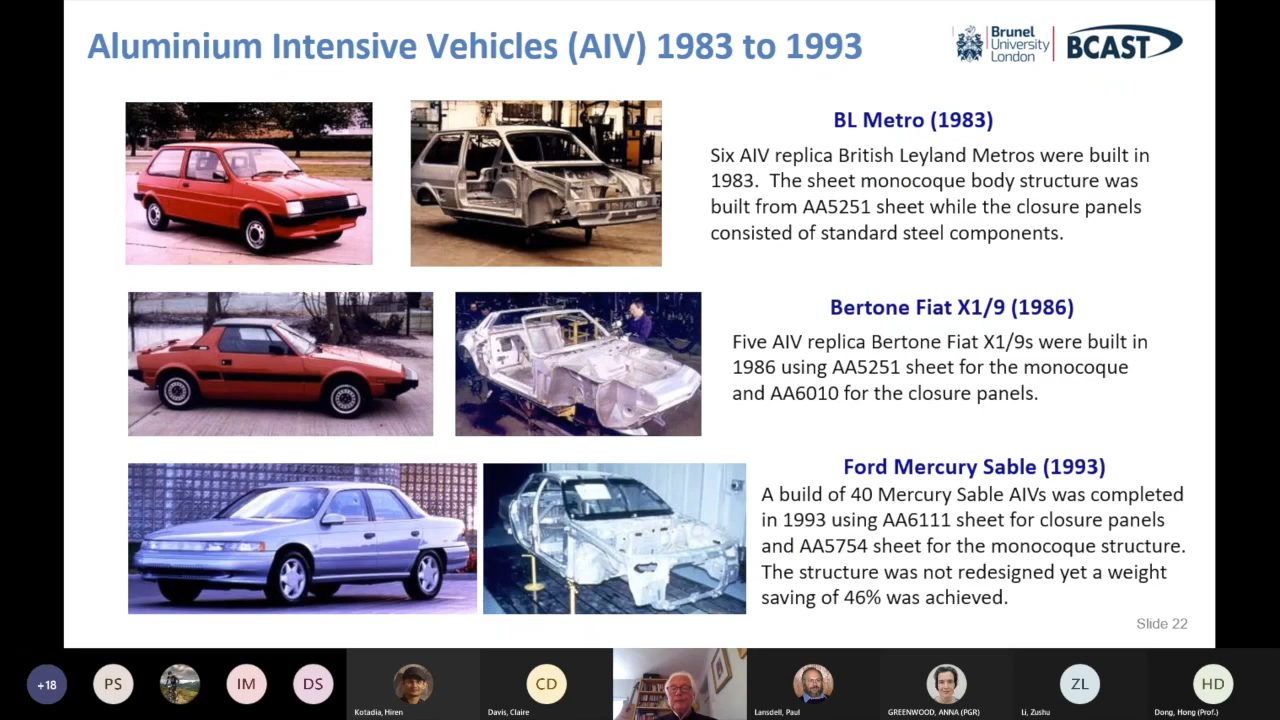 Aluminium Intensive Vehicles (AIV) 1983 to 1993
Brunel
University
London
BCAST
BL Metro (1983)
Six AIV replica British Leyland Metros were built in
1983. The sheet monocoque body structure was
built from AA5251 sheet while the closure panels
consisted of standard steel components.
Bertone Fiat X1/9 (1986)
Five AIV replica Bertone Fiat X1/9s were built in
1986 using AA5251 sheet for the monocoque
and AA6010 for the closure panels.
Ford Mercury Sable (1993)
A build of 40 Mercury Sable AIVs was completed
in 1993 using AA6111 sheet for closure panels
and AA5754 sheet for the monocoque structure.
The structure was not redesigned yet a weight
saving of 46% was achieved.
Slide 22
+18
PS
IM
DS
CD
ZL
HD
Kotadia, Hiren
Davis, Claire
Lansdell, Paul
GREENWOOD, ANNA (PGR)
Li, Zushu
Dong, Hong (Prof.)